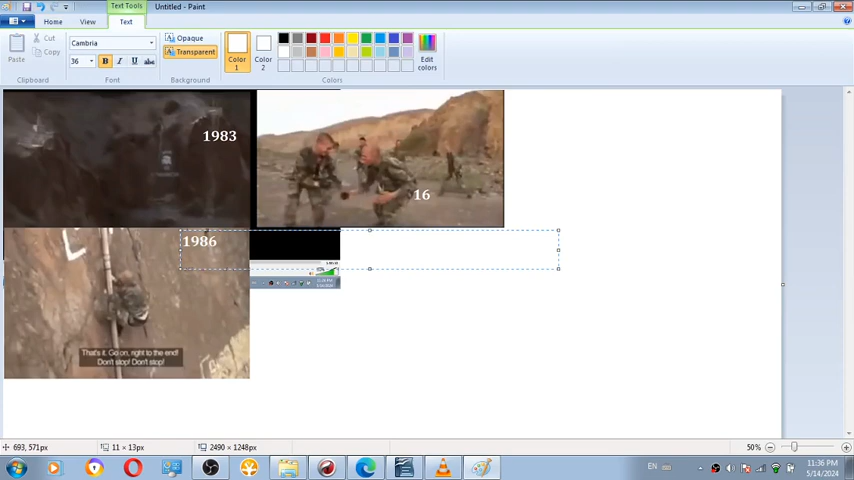 Text Tools
Untitled - Paint
Home
View
Text
Paste
Cut
Copy
Clipboard
Cambria
36
B I U abc
Font
Opaque
Transparent
Background
Color 1
Color 2
Edit colors
Colors
1983
16
1986
That's it. Go on, right to the end!
Don't stop! Don't stop!
693, 571px
11 × 13px
2490 × 1248px
50%
EN
11:36 PM
5/14/2024